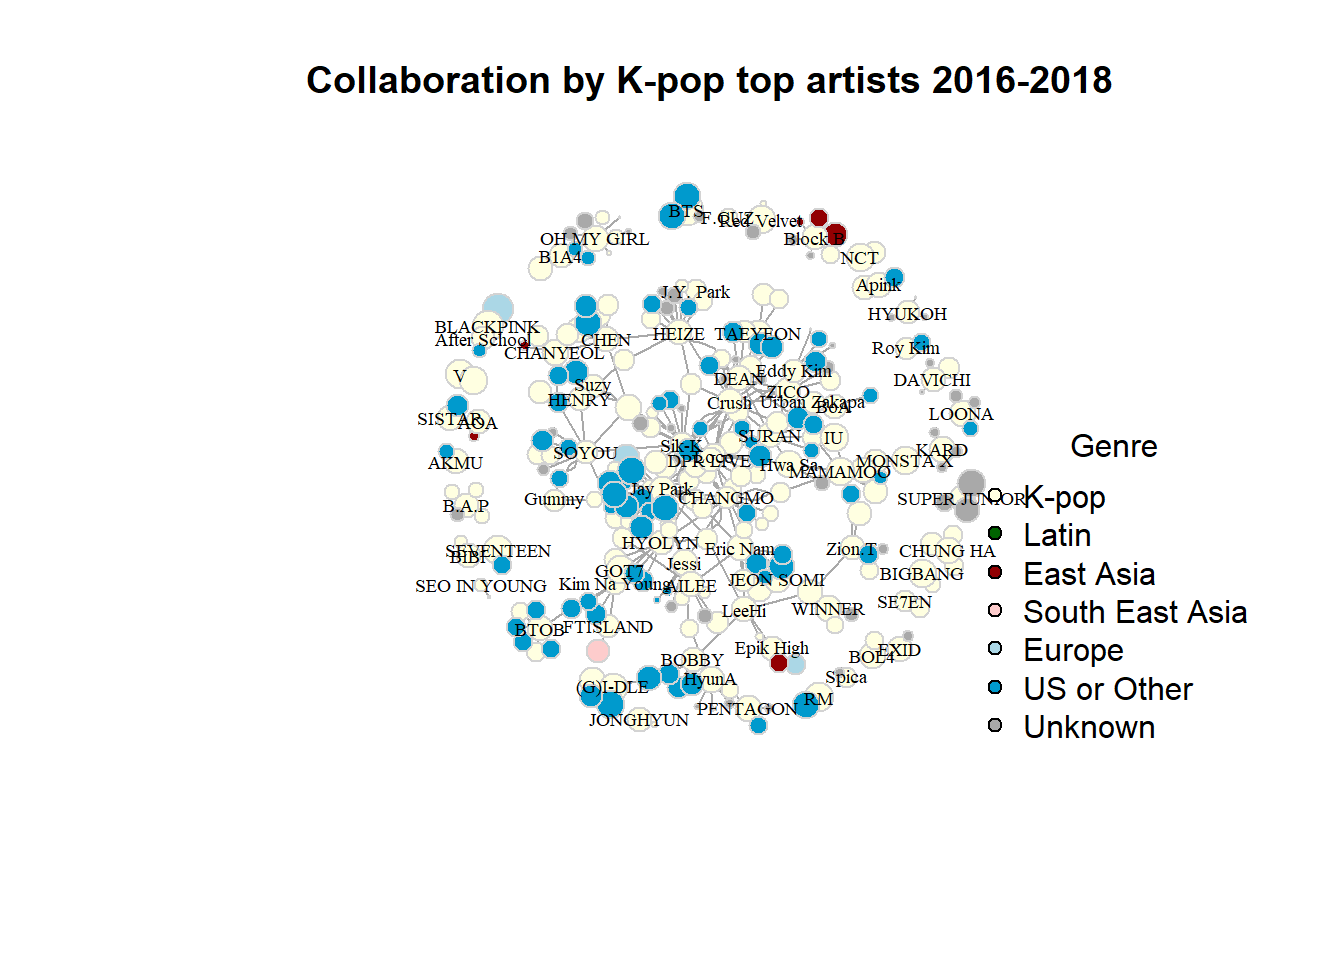 Collaboration by K-pop top artists 2016-2018
BTS
F.CUZ
Red Velvet
OH MY GIRL
Block B
B1A4
NCT
Apink
J.Y. Park
HYUKOH
BLACKPINK
After School
CHEN
HEIZE
TAEYEON
CHANYEOL
Roy Kim
V
Suzy
DEAN
Eddy Kim
DAVICHI
HENRY
Crush
ZICO
Urban Zakapa
BoA
LOONA
SISTAR
AOA
SURAN
IU
Genre
Sik-K
KARD
SOYOU
Loco
AKMU
DPR LIVE
Hwa Sa
MAMAMOO
MONSTA X
Jay Park
Gummy
CHANGMO
SUPER JUNIOR
K-pop
B.A.P
Latin
HYOLYN
Eric Nam
Zion.T
CHUNG HA
SEVENTEEN
BIBI
Jessi
GOT7
East Asia
BIGBANG
SEO IN YOUNG
Kim Na Young
AILEE
JEON SOMI
SE7EN
LeeHi
WINNER
South East Asia
BTOB
FTISLAND
Epik High
EXID
Europe
BOBBY
BOL4
HyunA
Spica
(G)I-DLE
US or Other
RM
PENTAGON
JONGHYUN
Unknown